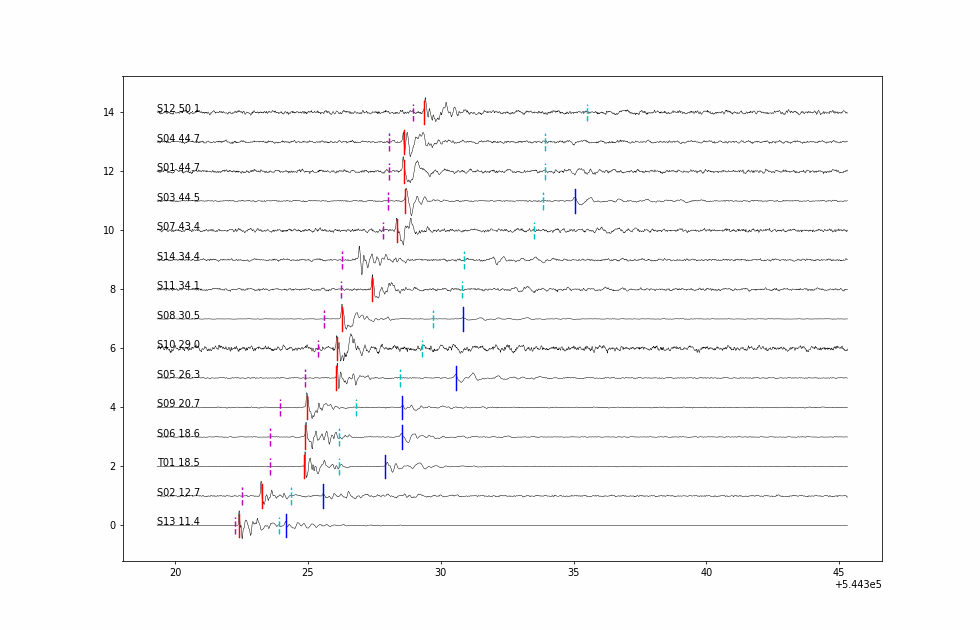 14
S12 50.1
S04 44.7
12
S01 44.7
S03 44.5
10
S07 43.4
S14 34.4
8
S11 34.1
S08 30.5
6
S10 29.0
S05 26.3
4
S09 20.7
S06 18.6
2
T01 18.5
S02 12.7
0
S13 11.4
20 25 30 35 40 45
+5.443e5